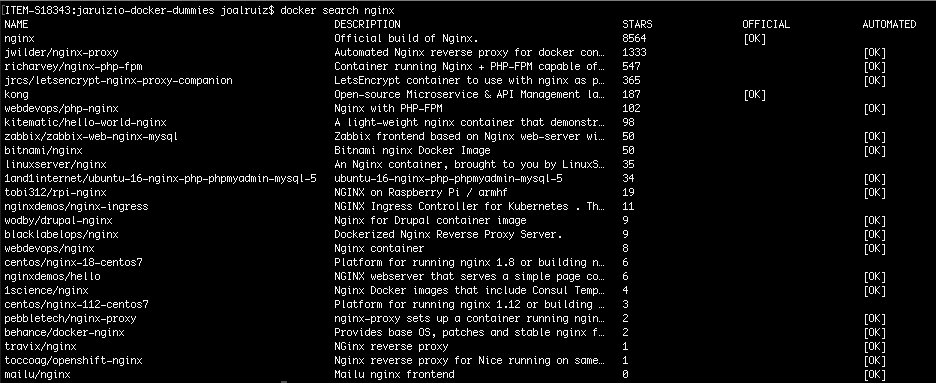 [ITEM-S18343:jaruizio-docker-dummies joalruiz$ docker search nginx
NAME DESCRIPTION STARS OFFICIAL AUTOMATED
nginx Official build of Nginx. 8564 [OK]
jwilder/nginx-proxy Automated Nginx reverse proxy for docker con… 1333 [OK]
richarvey/nginx-php-fpm Container running Nginx + PHP-FPM capable of… 547 [OK]
jrcs/letsencrypt-nginx-proxy-companion LetsEncrypt container to use with nginx as p… 365 [OK]
kong Open-source Microservice & API Management la… 187 [OK]
webdevops/php-nginx Nginx with PHP-FPM 102 [OK]
kitematic/hello-world-nginx A light-weight nginx container that demonstr… 98
zabbix/zabbix-web-nginx-mysql Zabbix frontend based on Nginx web-server wi… 50 [OK]
bitnami/nginx Bitnami nginx Docker Image 50 [OK]
linuxserver/nginx An Nginx container, brought to you by LinuxS… 35
1and1internet/ubuntu-16-nginx-php-phpmyadmin-mysql-5 ubuntu-16-nginx-php-phpmyadmin-mysql-5 34 [OK]
tobi312/rpi-nginx NGINX on Raspberry Pi / armhf 19 [OK]
nginxdemos/nginx-ingress NGINX Ingress Controller for Kubernetes . Th… 11
wodby/drupal-nginx Nginx for Drupal container image 9 [OK]
blacklabelops/nginx Dockerized Nginx Reverse Proxy Server. 9 [OK]
webdevops/nginx Nginx container 8 [OK]
centos/nginx-18-centos7 Platform for running nginx 1.8 or building n… 6
nginxdemos/hello NGINX webserver that serves a simple page co… 6 [OK]
1science/nginx Nginx Docker images that include Consul Temp… 4 [OK]
centos/nginx-112-centos7 Platform for running nginx 1.12 or building … 3
pebbletech/nginx-proxy nginx-proxy sets up a container running ngin… 2 [OK]
behance/docker-nginx Provides base OS, patches and stable nginx f… 2 [OK]
travix/nginx NGinx reverse proxy 1 [OK]
toccoag/openshift-nginx Nginx reverse proxy for Nice running on same… 1 [OK]
mailu/nginx Mailu nginx frontend 0 [OK]